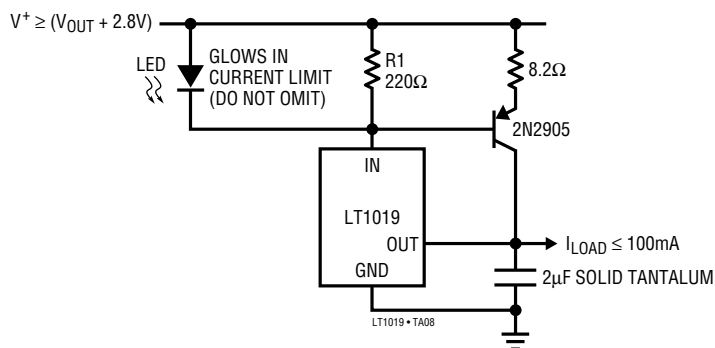 V+ ≥ (VOUT + 2.8V)
LED
GLOWS IN
CURRENT LIMIT
(DO NOT OMIT)
R1
220Ω
8.2Ω
2N2905
IN
LT1019
OUT
GND
ILOAD ≤ 100mA
2µF SOLID TANTALUM
LT1019 • TA08